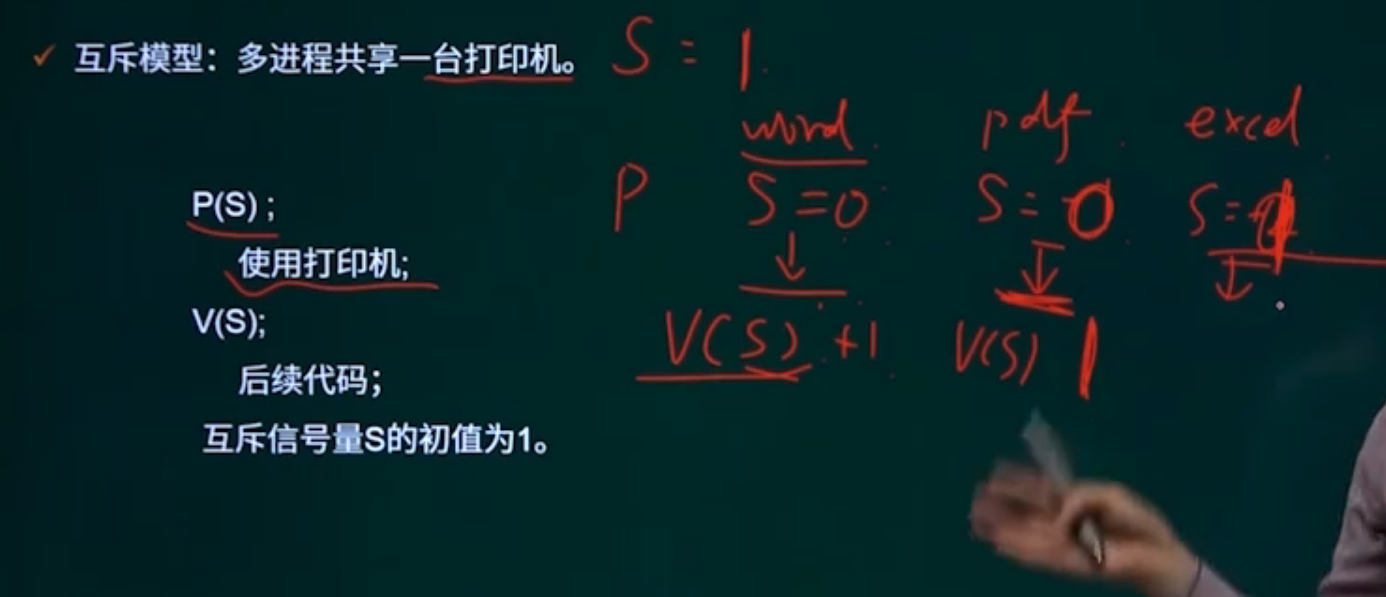 互斥模型：多进程共享一台打印机。 S = 1
word pdf excel
P(S) ; P S=0 S=0 S=
使用打印机;
V(S); V(S) +1 V(S) 1
后续代码；
互斥信号量S的初值为1。